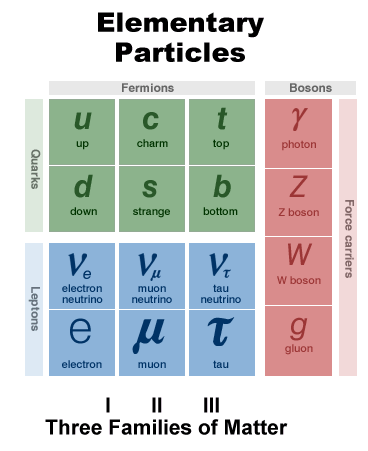 Elementary
Particles
Fermions
Bosons
Quarks
u
c
t
γ
up
charm
top
photon
d
s
b
Z
down
strange
bottom
Z boson
Force carriers
Leptons
νe
νμ
ντ
W
electron
neutrino
muon
neutrino
tau
neutrino
W boson
e
μ
τ
g
electron
muon
tau
gluon
I II III
Three Families of Matter